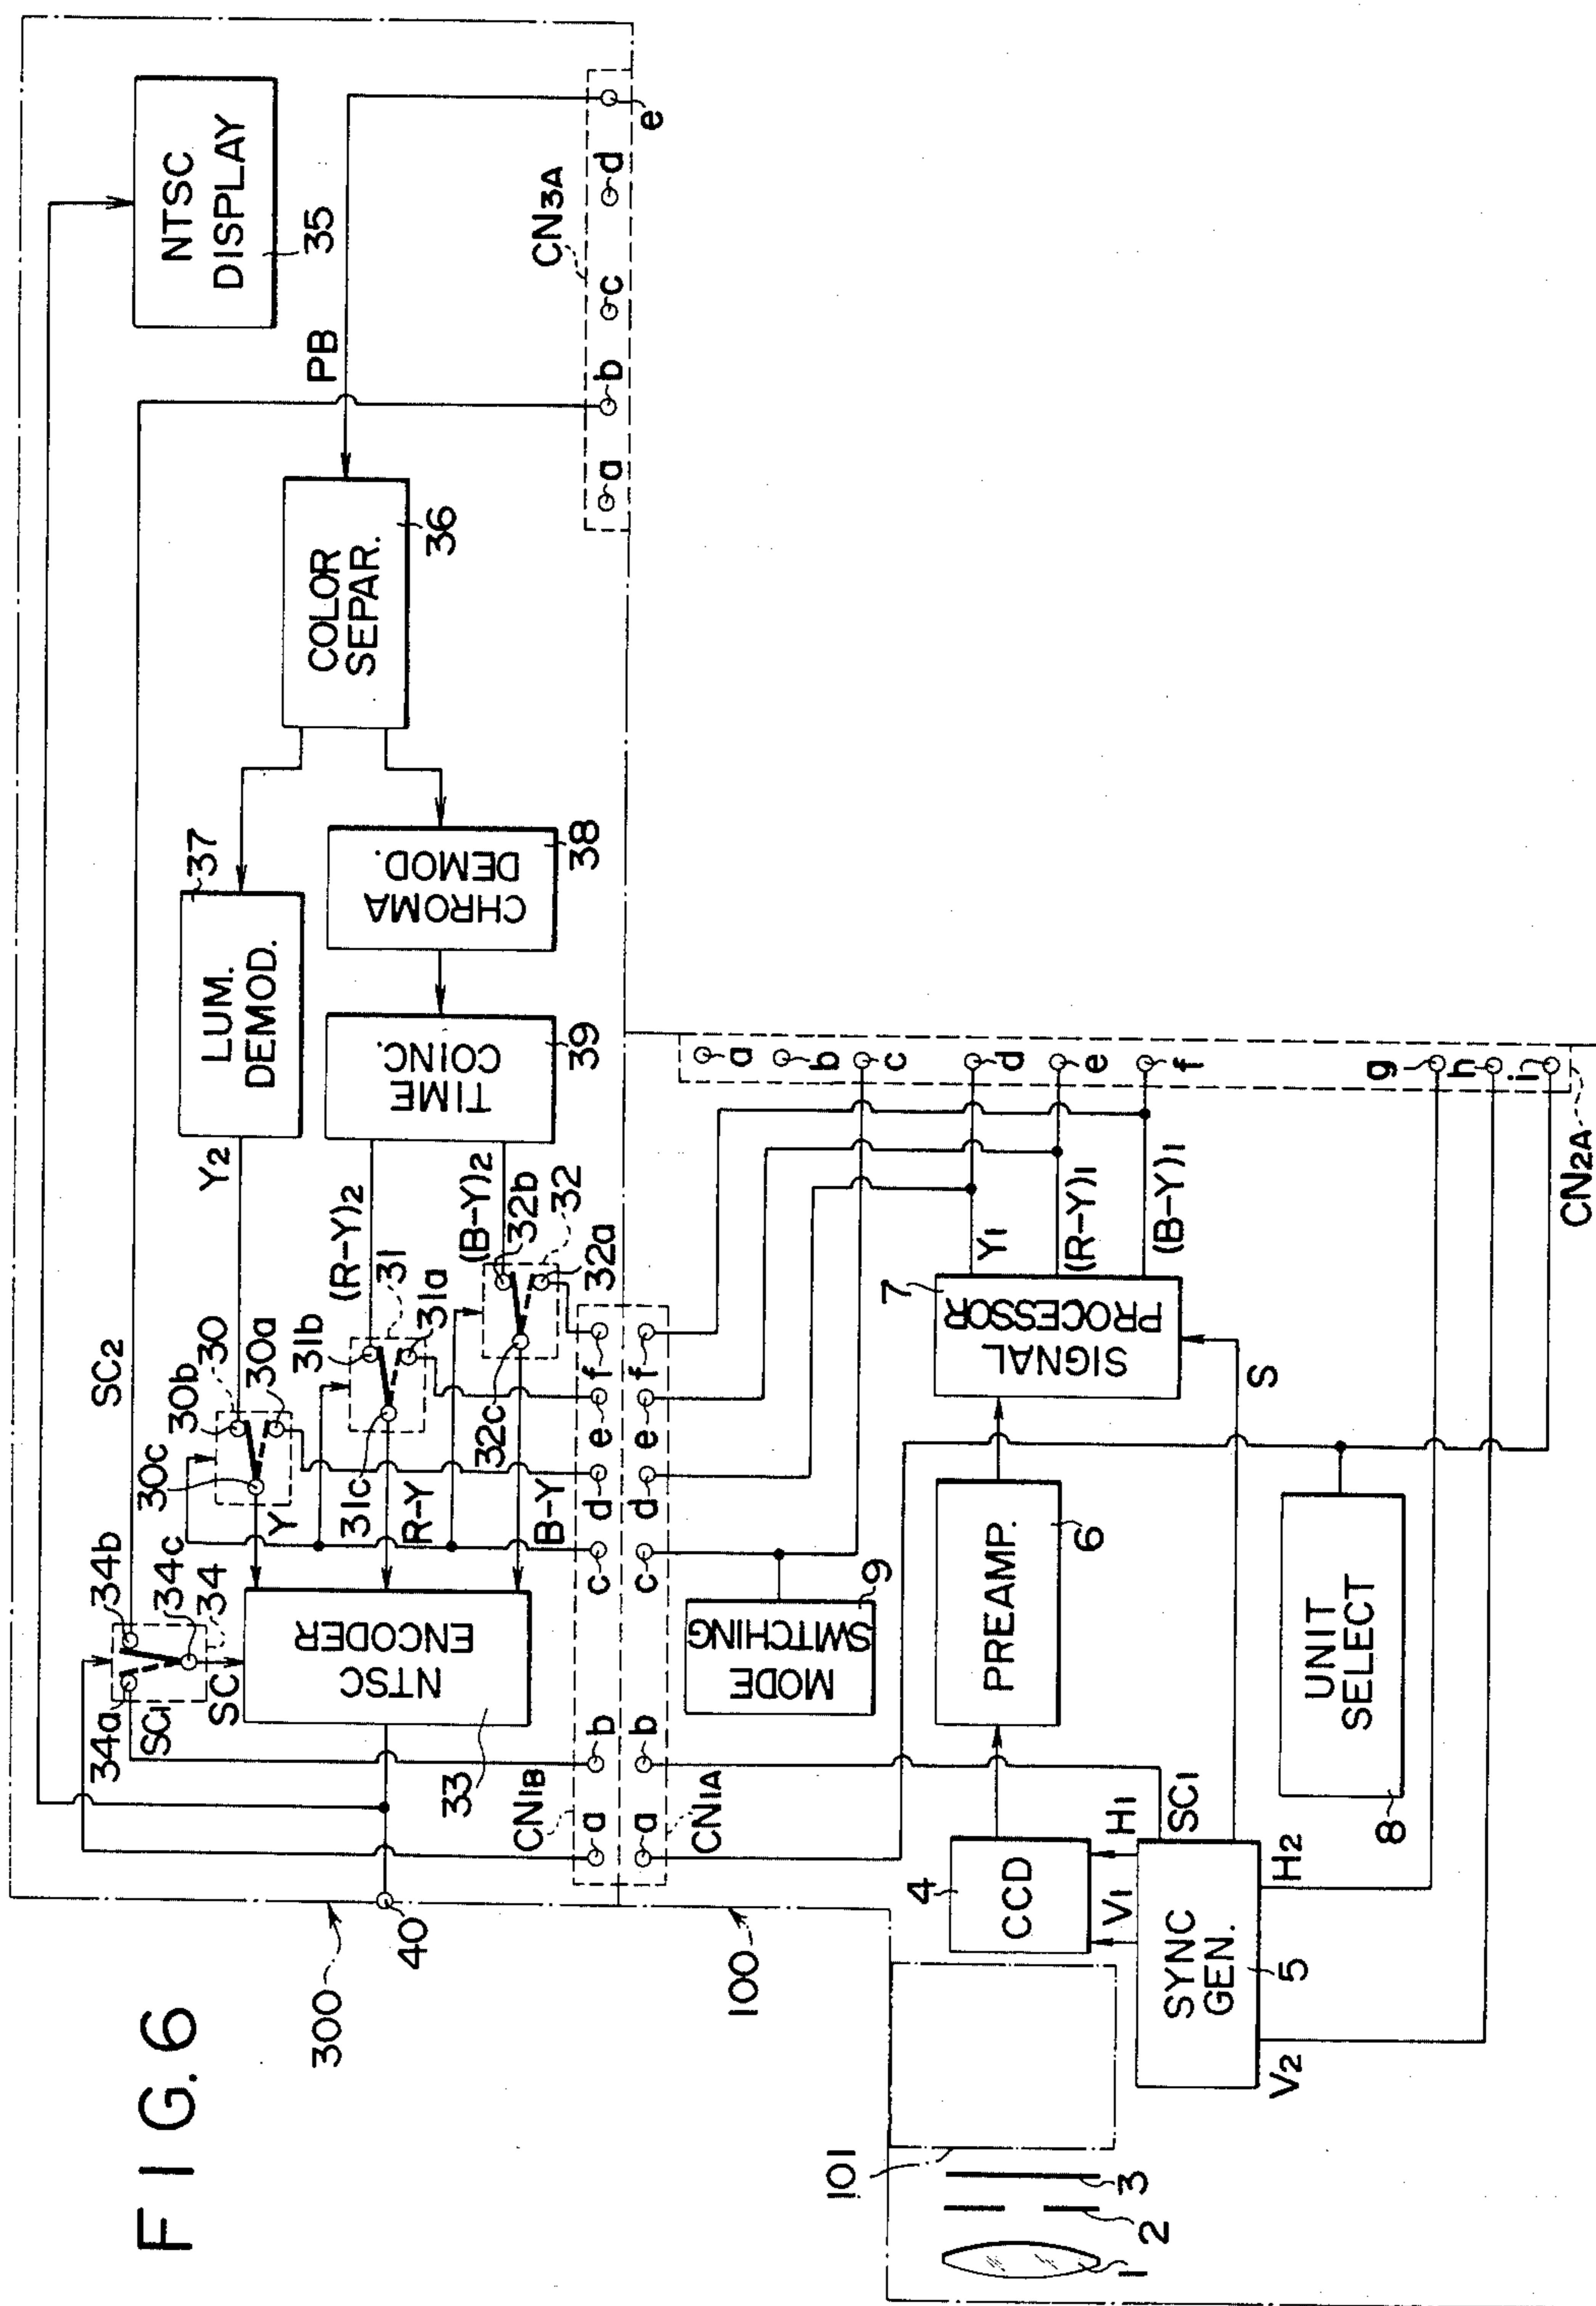 FIG. 6
NTSC
DISPLAY
35
PB
SC2
COLOR
SEPAR.
36
LUM.
DEMOD.
37
CHROMA
DEMOD.
38
TIME
COINC.
39
Y2
(R-Y)2
(B-Y)2
30b
30
30a
30c
31b
31
31a
31c
32b
32
32a
32c
34b
34c
34
34a
SC1
SC
Y
R-Y
B-Y
NTSC
ENCODER
33
300
40
CN3A
a
b
c
d
e
CN1B
a
b
c
d
e
f
CN1A
a
b
c
d
e
f
100
MODE
SWITCHING
9
CCD
4
PREAMP.
6
SIGNAL
PROCESSOR
7
Y1
(R-Y)1
(B-Y)1
S
H1
V1
SC1
SYNC
GEN.
5
H2
V2
UNIT
SELECT
8
CN2A
a
b
c
d
e
f
g
h
i
101
1
2
3